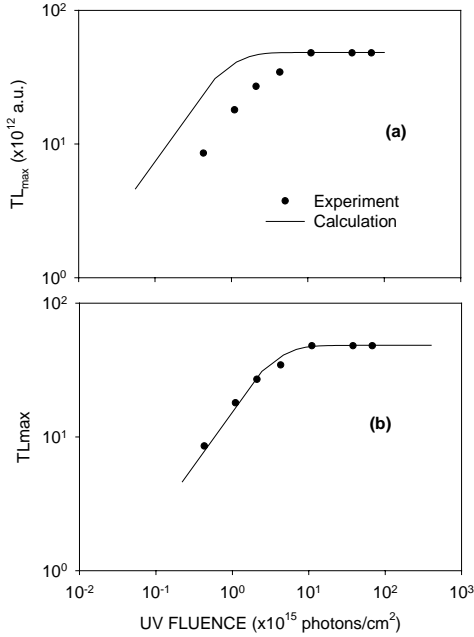 10²
10¹
10⁰
TLmax (x10¹² a.u.)
(a)
Experiment
Calculation
10²
10¹
10⁰
TLmax
(b)
10⁻² 10⁻¹ 10⁰ 10¹ 10² 10³
UV FLUENCE (x10¹⁵ photons/cm²)